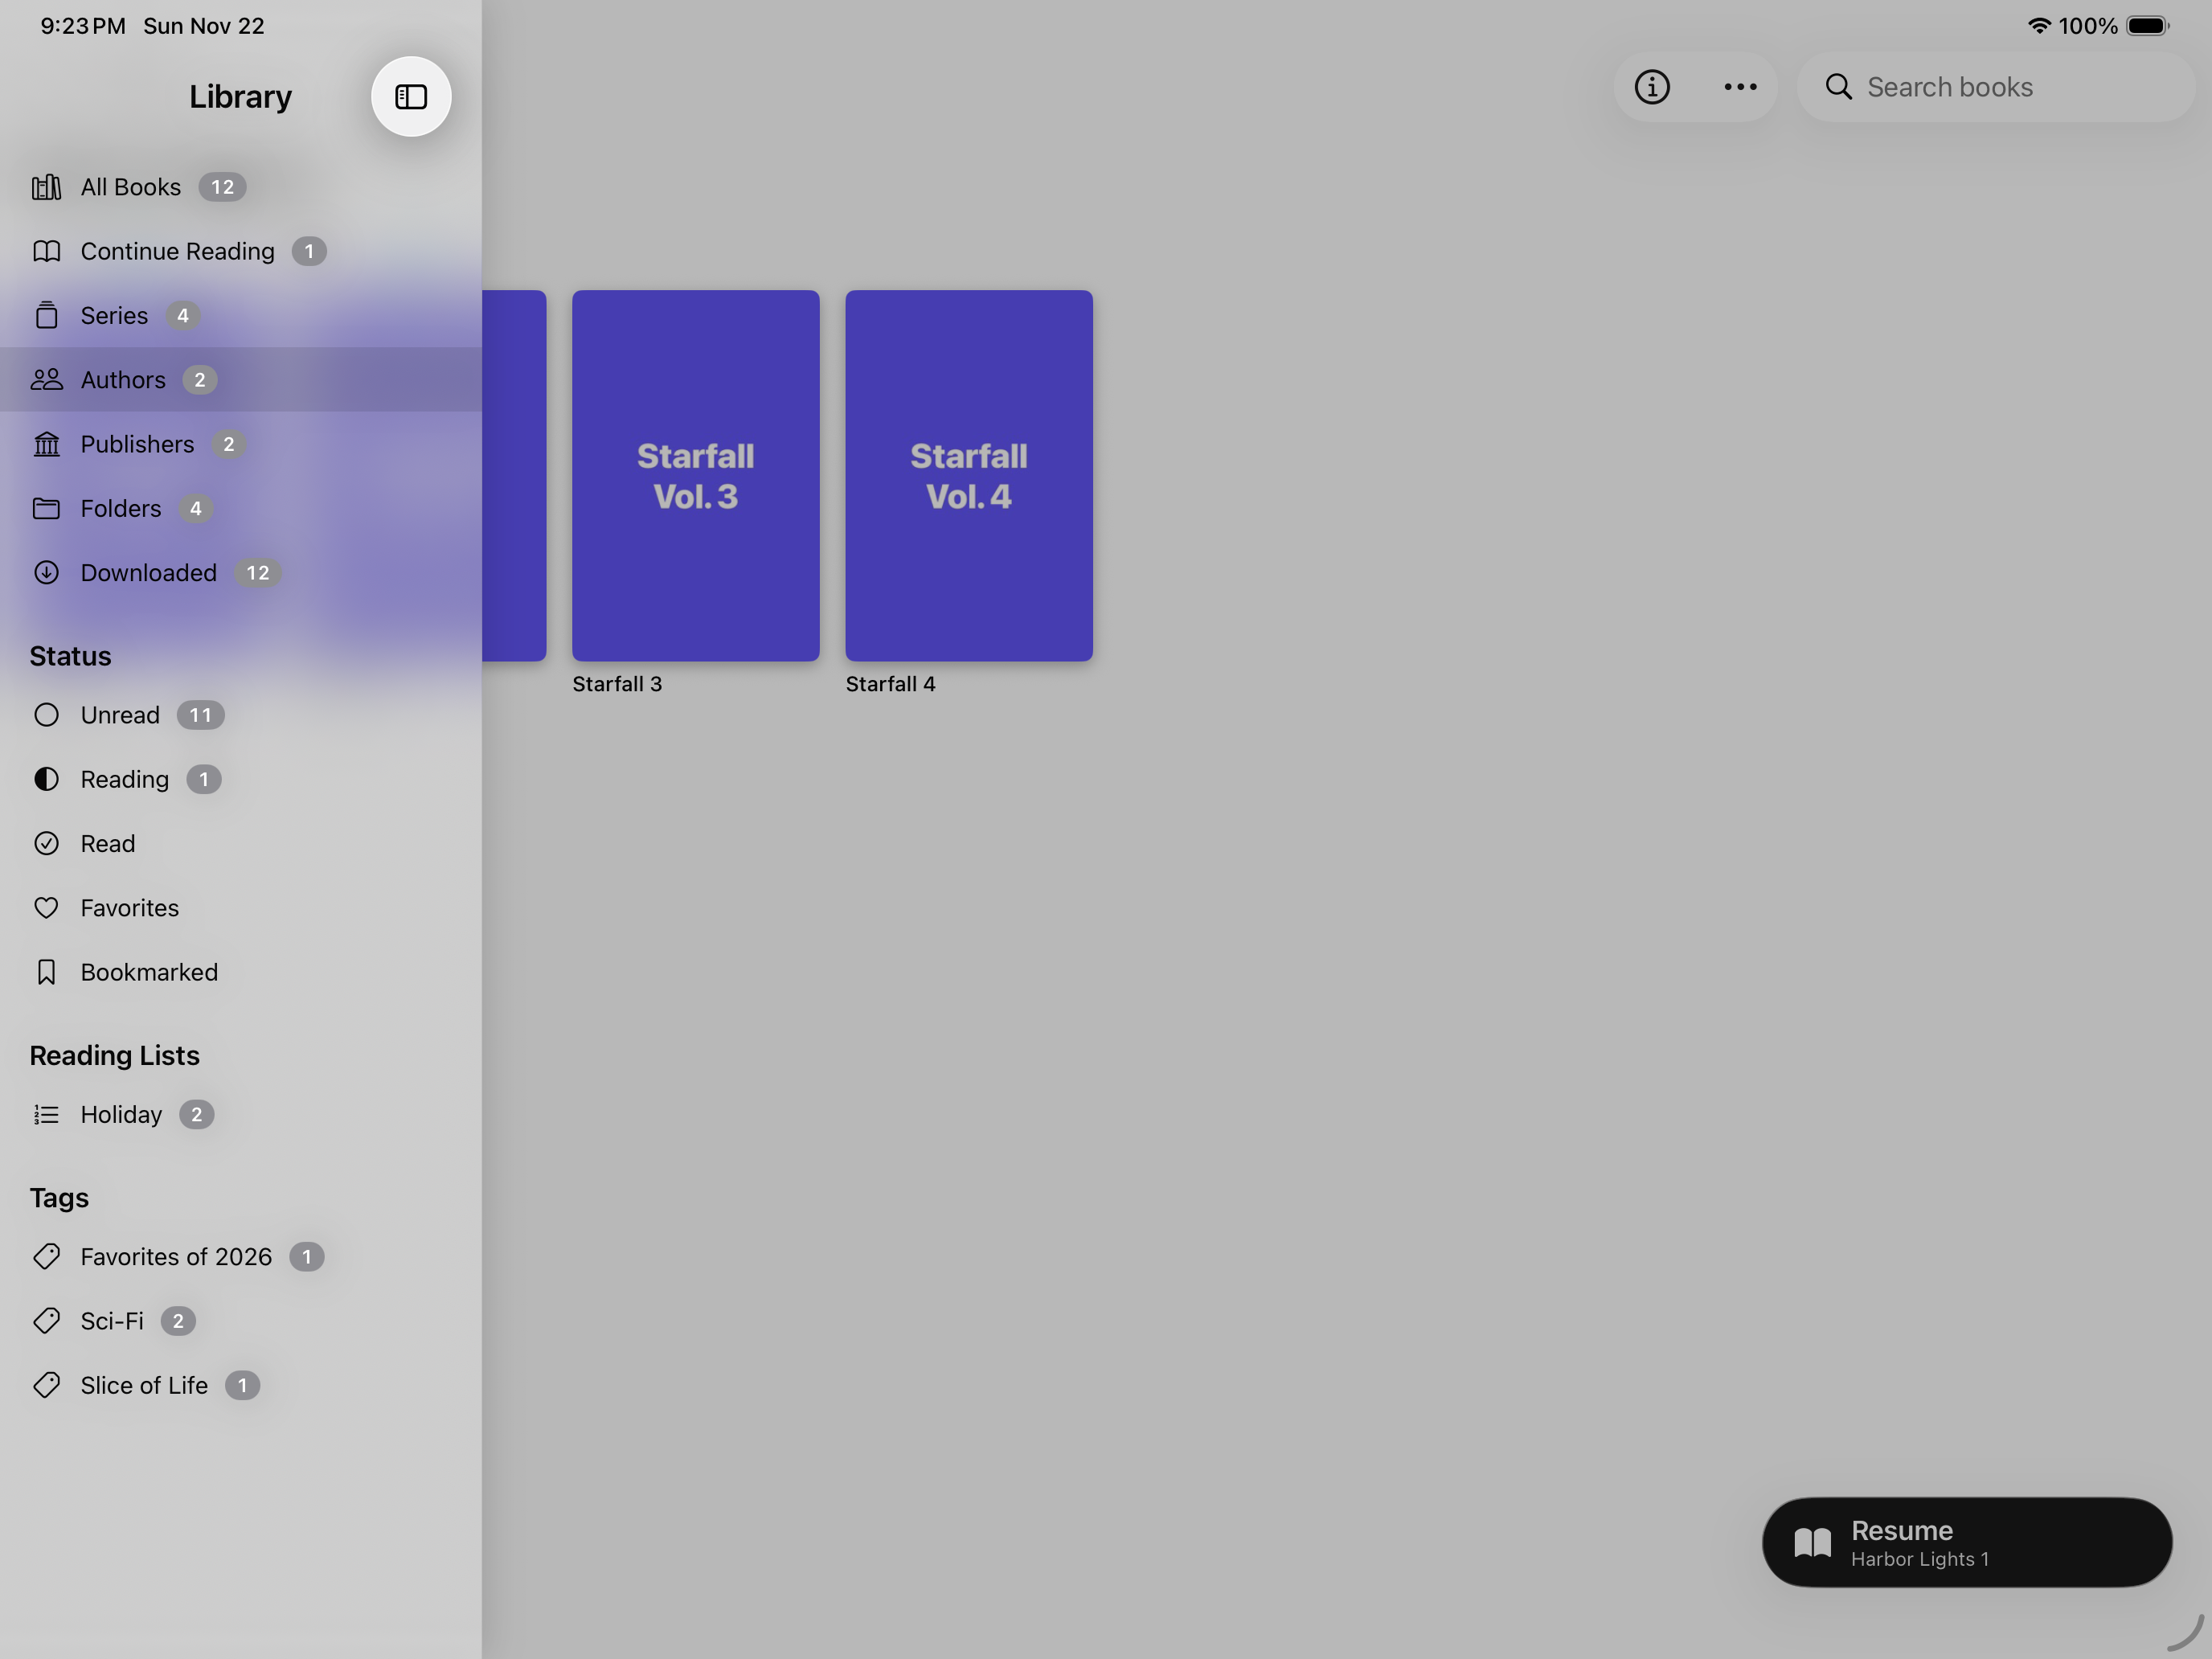 9:23 PM Sun Nov 22
100%
Library
Search books
All Books 12
Continue Reading 1
Series 4
Authors 2
Publishers 2
Folders 4
Downloaded 12
Starfall
Vol. 3
Starfall 3
Starfall
Vol. 4
Starfall 4
Status
Unread 11
Reading 1
Read
Favorites
Bookmarked
Reading Lists
Holiday 2
Tags
Favorites of 2026 1
Sci-Fi 2
Slice of Life 1
Resume
Harbor Lights 1